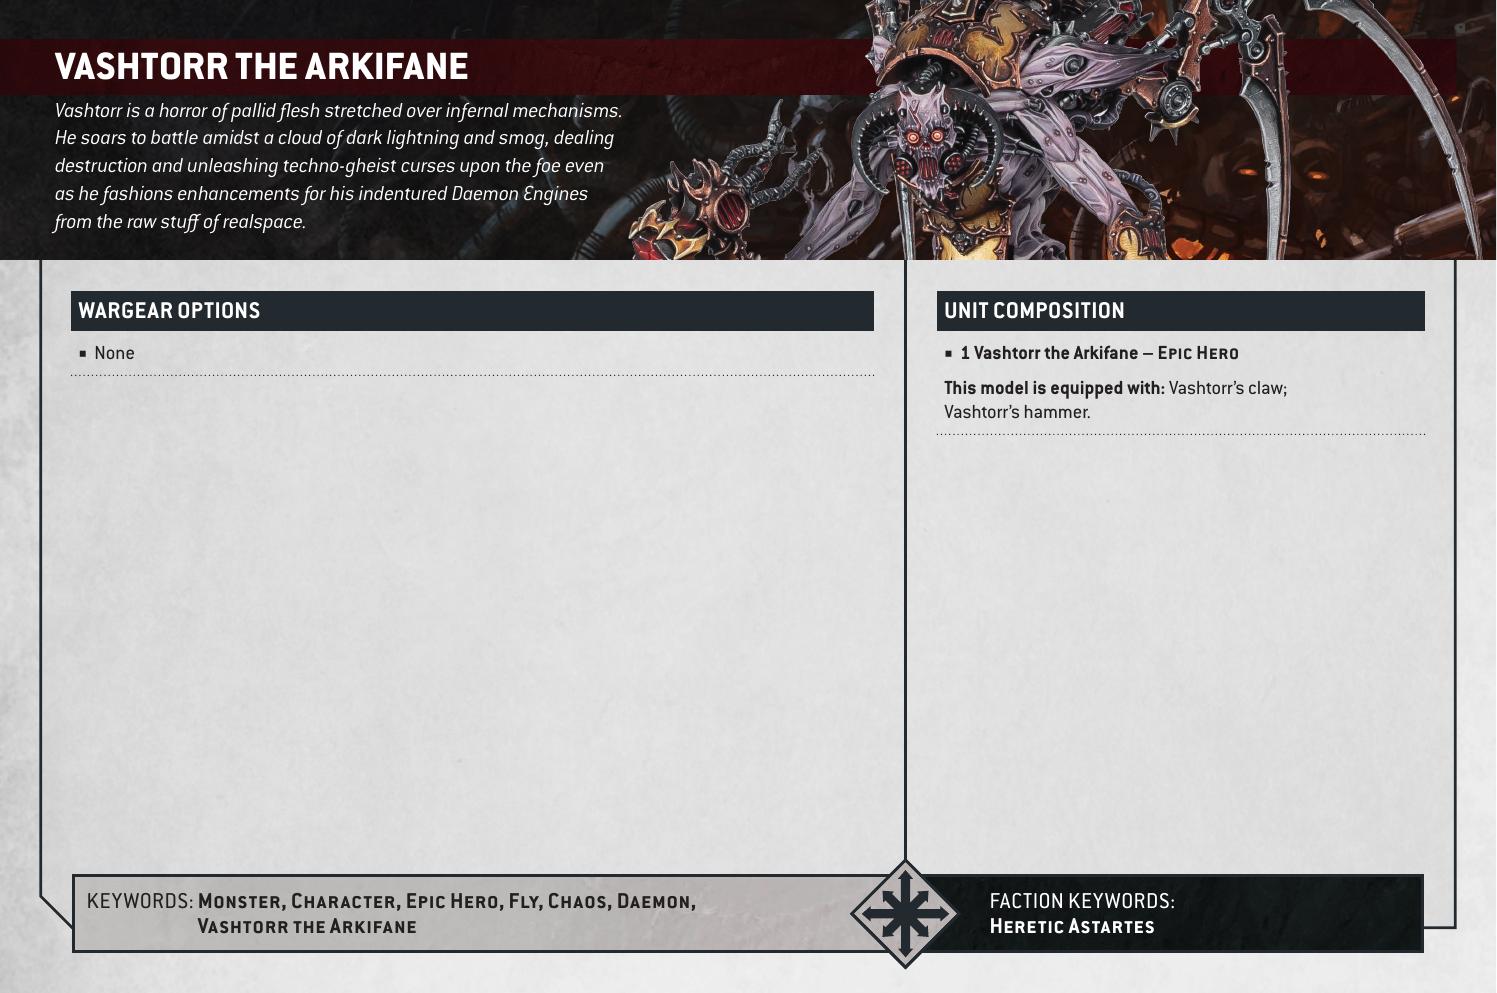 VASHTORR THE ARKIFANE
Vashtorr is a horror of pallid flesh stretched over infernal mechanisms.
He soars to battle amidst a cloud of dark lightning and smog, dealing
destruction and unleashing techno-gheist curses upon the foe even
as he fashions enhancements for his indentured Daemon Engines
from the raw stuff of realspace.
WARGEAR OPTIONS
■ None
UNIT COMPOSITION
■ 1 Vashtorr the Arkifane – EPIC HERO
This model is equipped with: Vashtorr’s claw;
Vashtorr’s hammer.
KEYWORDS: MONSTER, CHARACTER, EPIC HERO, FLY, CHAOS, DAEMON,
VASHTORR THE ARKIFANE
FACTION KEYWORDS:
HERETIC ASTARTES